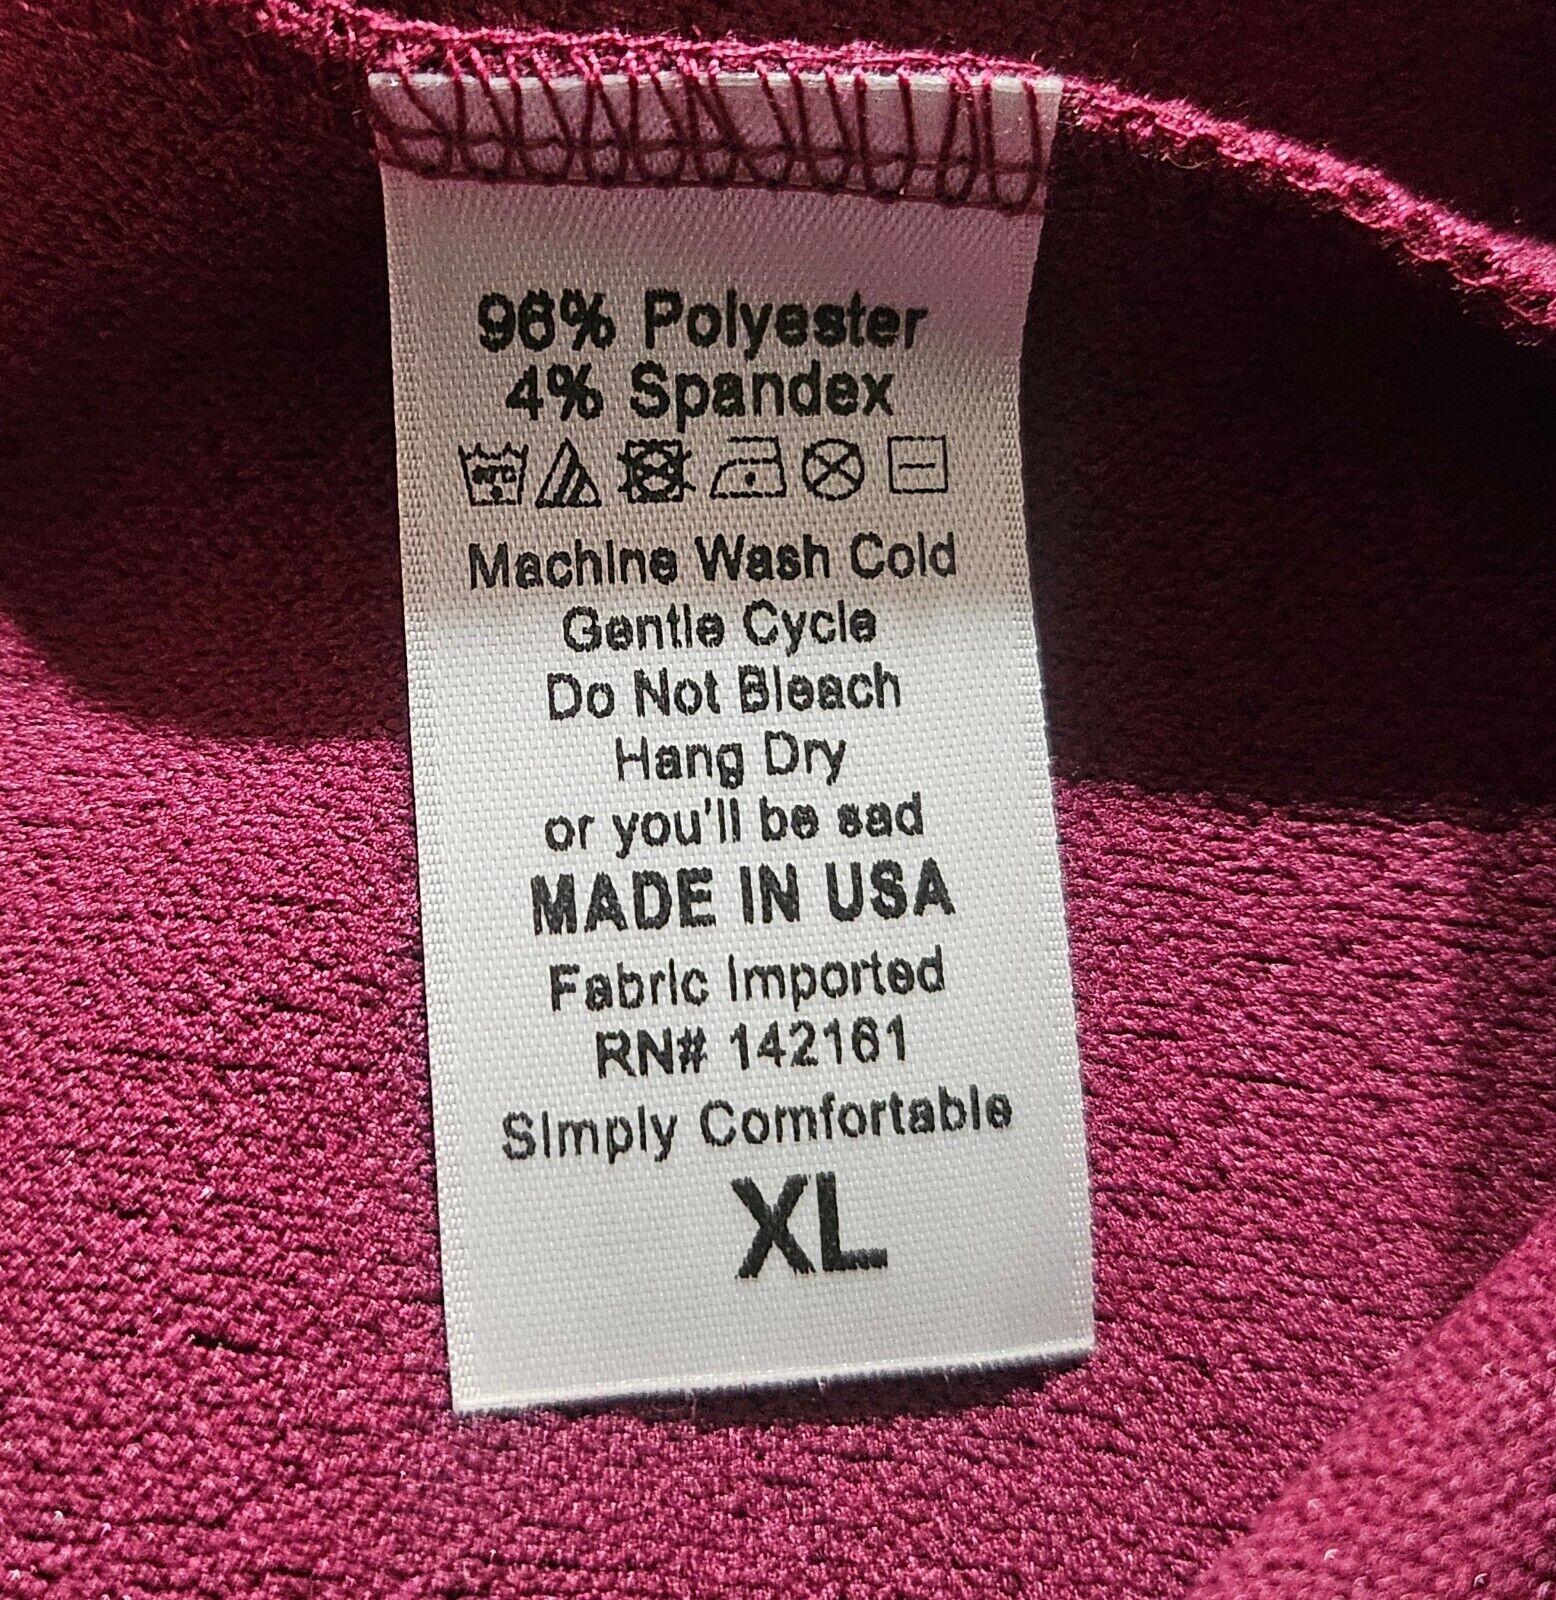 96% Polyester
4% Spandex
Machine Wash Cold
Gentle Cycle
Do Not Bleach
Hang Dry
or you'll be sad
MADE IN USA
Fabric Imported
RN# 142161
Simply Comfortable
XL